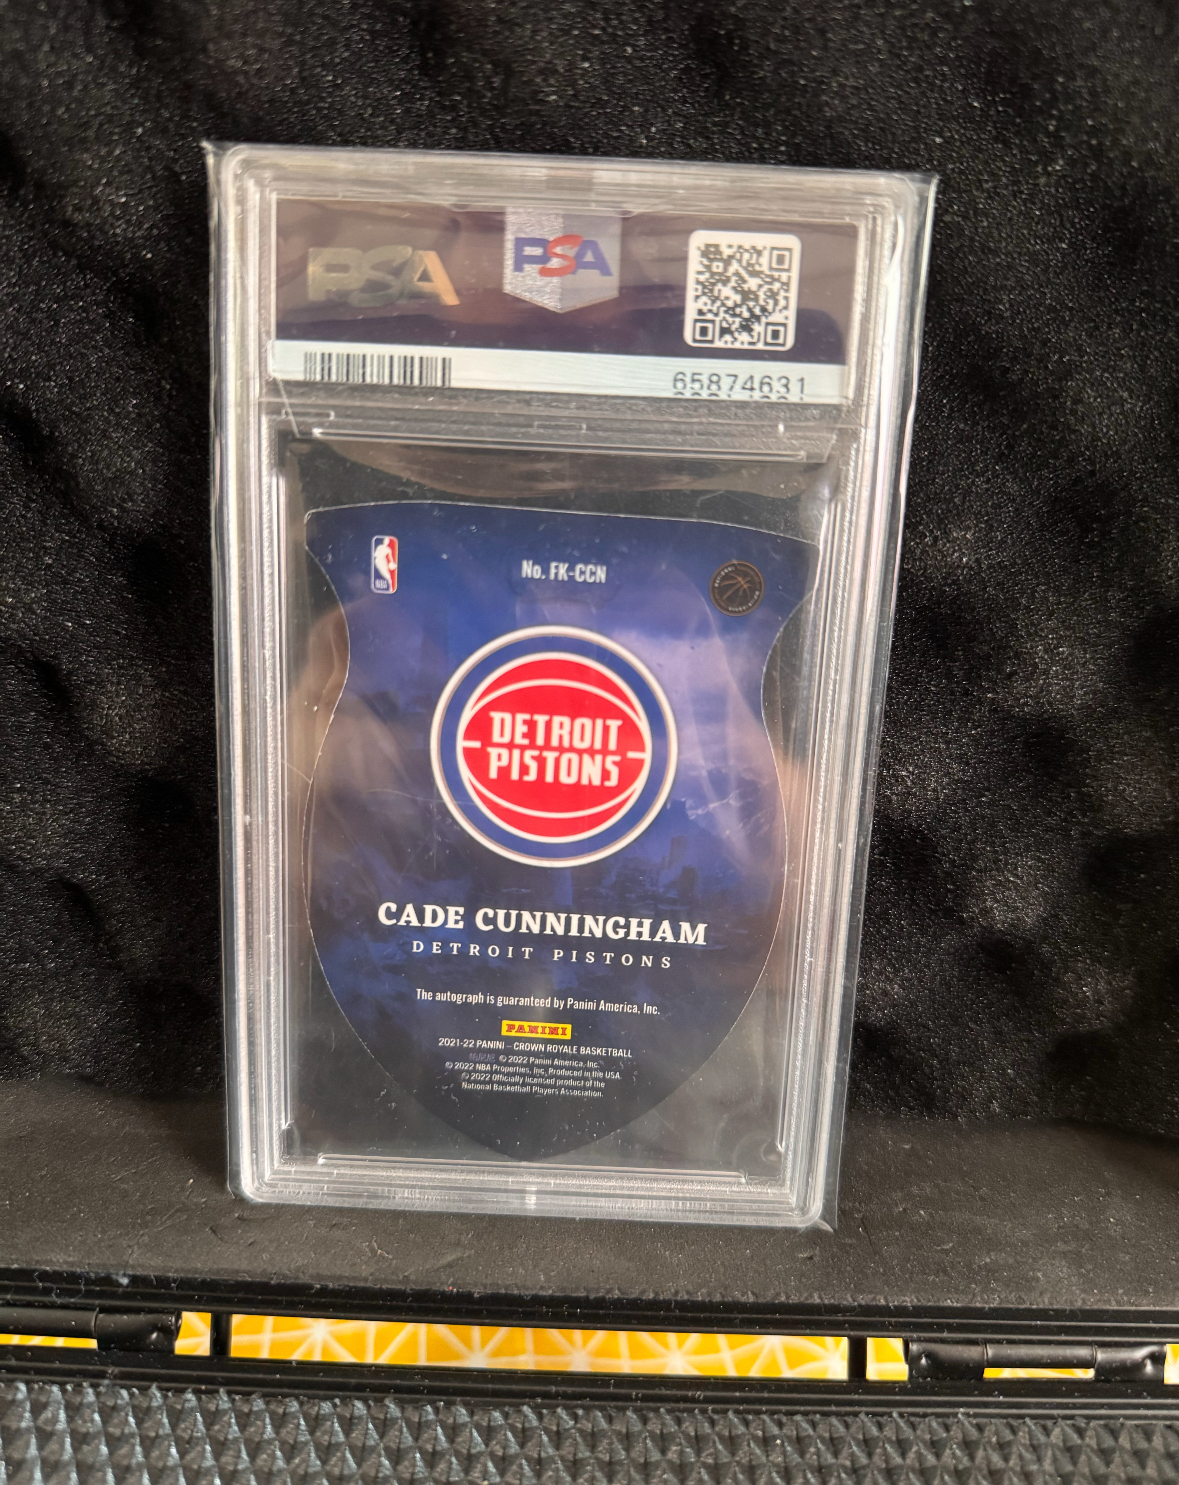 PSA
PSA
65874631
No. FK-CCN
NBA
DETROIT
PISTONS
CADE CUNNINGHAM
DETROIT PISTONS
The autograph is guaranteed by Panini America, Inc.
PANINI
2021-22 PANINI – CROWN ROYALE BASKETBALL
© 2022 Panini America, Inc.
© 2022 NBA Properties, Inc. Produced in the USA.
© 2022 Officially licensed product of the
National Basketball Players Association.